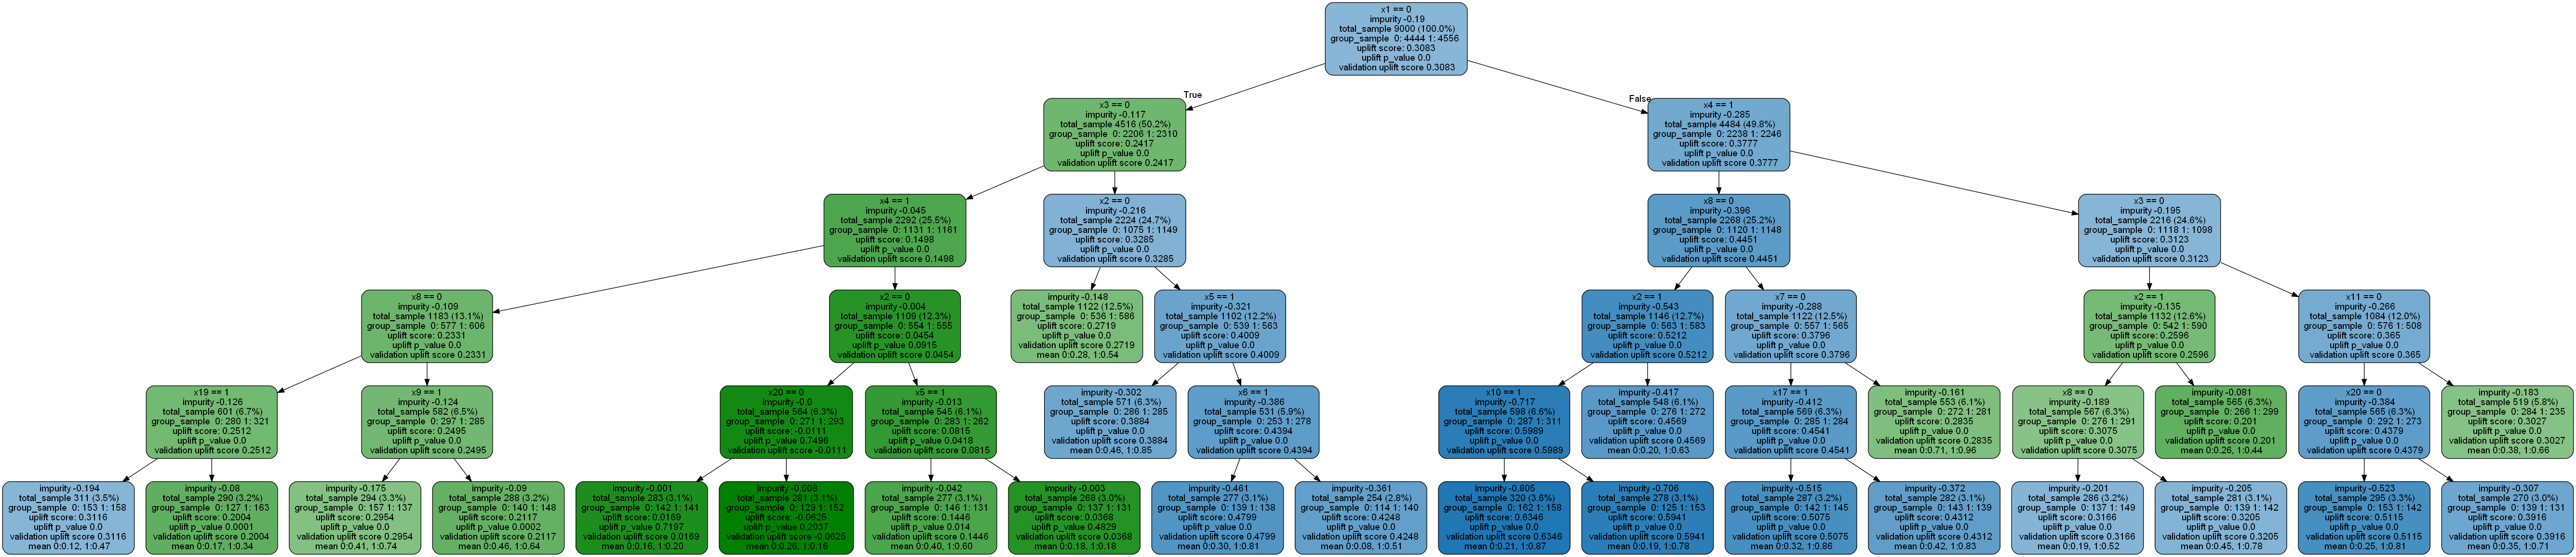 x1 == 0
impurity -0.19
total_sample 9000 (100.0%)
group_sample 0: 4444 1: 4556
uplift score: 0.3083
uplift p_value 0.0
validation uplift score 0.3083
True
False
x3 == 0
impurity -0.117
total_sample 4516 (50.2%)
group_sample 0: 2206 1: 2310
uplift score: 0.2417
uplift p_value 0.0
validation uplift score 0.2417
x4 == 1
impurity -0.285
total_sample 4484 (49.8%)
group_sample 0: 2238 1: 2246
uplift score: 0.3777
uplift p_value 0.0
validation uplift score 0.3777
x4 == 1
impurity -0.045
total_sample 2292 (25.5%)
group_sample 0: 1131 1: 1161
uplift score: 0.1498
uplift p_value 0.0
validation uplift score 0.1498
x2 == 0
impurity -0.216
total_sample 2224 (24.7%)
group_sample 0: 1075 1: 1149
uplift score: 0.3285
uplift p_value 0.0
validation uplift score 0.3285
x8 == 0
impurity -0.396
total_sample 2268 (25.2%)
group_sample 0: 1120 1: 1148
uplift score: 0.4451
uplift p_value 0.0
validation uplift score 0.4451
x3 == 0
impurity -0.195
total_sample 2216 (24.6%)
group_sample 0: 1118 1: 1098
uplift score: 0.3123
uplift p_value 0.0
validation uplift score 0.3123
x8 == 0
impurity -0.109
total_sample 1183 (13.1%)
group_sample 0: 577 1: 606
uplift score: 0.2331
uplift p_value 0.0
validation uplift score 0.2331
x2 == 0
impurity -0.004
total_sample 1109 (12.3%)
group_sample 0: 554 1: 555
uplift score: 0.0454
uplift p_value 0.0915
validation uplift score 0.0454
impurity -0.148
total_sample 1122 (12.5%)
group_sample 0: 536 1: 586
uplift score: 0.2719
uplift p_value 0.0
validation uplift score 0.2719
mean 0:0.28, 1:0.54
x5 == 1
impurity -0.321
total_sample 1102 (12.2%)
group_sample 0: 539 1: 563
uplift score: 0.4009
uplift p_value 0.0
validation uplift score 0.4009
x2 == 1
impurity -0.543
total_sample 1146 (12.7%)
group_sample 0: 563 1: 583
uplift score: 0.5212
uplift p_value 0.0
validation uplift score 0.5212
x7 == 0
impurity -0.288
total_sample 1122 (12.5%)
group_sample 0: 557 1: 565
uplift score: 0.3796
uplift p_value 0.0
validation uplift score 0.3796
x2 == 1
impurity -0.135
total_sample 1132 (12.6%)
group_sample 0: 542 1: 590
uplift score: 0.2596
uplift p_value 0.0
validation uplift score 0.2596
x11 == 0
impurity -0.266
total_sample 1084 (12.0%)
group_sample 0: 576 1: 508
uplift score: 0.365
uplift p_value 0.0
validation uplift score 0.365
x19 == 1
impurity -0.126
total_sample 601 (6.7%)
group_sample 0: 280 1: 321
uplift score: 0.2512
uplift p_value 0.0
validation uplift score 0.2512
x9 == 1
impurity -0.124
total_sample 582 (6.5%)
group_sample 0: 297 1: 285
uplift score: 0.2495
uplift p_value 0.0
validation uplift score 0.2495
x20 == 0
impurity -0.0
total_sample 564 (6.3%)
group_sample 0: 271 1: 293
uplift score: -0.0111
uplift p_value 0.7496
validation uplift score -0.0111
x5 == 1
impurity -0.013
total_sample 545 (6.1%)
group_sample 0: 283 1: 262
uplift score: 0.0815
uplift p_value 0.0418
validation uplift score 0.0815
impurity -0.302
total_sample 571 (6.3%)
group_sample 0: 286 1: 285
uplift score: 0.3884
uplift p_value 0.0
validation uplift score 0.3884
mean 0:0.46, 1:0.85
x6 == 1
impurity -0.386
total_sample 531 (5.9%)
group_sample 0: 253 1: 278
uplift score: 0.4394
uplift p_value 0.0
validation uplift score 0.4394
x10 == 1
impurity -0.717
total_sample 598 (6.6%)
group_sample 0: 287 1: 311
uplift score: 0.5989
uplift p_value 0.0
validation uplift score 0.5989
impurity -0.417
total_sample 548 (6.1%)
group_sample 0: 276 1: 272
uplift score: 0.4569
uplift p_value 0.0
validation uplift score 0.4569
mean 0:0.20, 1:0.63
x17 == 1
impurity -0.412
total_sample 569 (6.3%)
group_sample 0: 285 1: 284
uplift score: 0.4541
uplift p_value 0.0
validation uplift score 0.4541
impurity -0.161
total_sample 553 (6.1%)
group_sample 0: 272 1: 281
uplift score: 0.2835
uplift p_value 0.0
validation uplift score 0.2835
mean 0:0.71, 1:0.96
x8 == 0
impurity -0.189
total_sample 567 (6.3%)
group_sample 0: 276 1: 291
uplift score: 0.3075
uplift p_value 0.0
validation uplift score 0.3075
impurity -0.081
total_sample 565 (6.3%)
group_sample 0: 266 1: 299
uplift score: 0.201
uplift p_value 0.0
validation uplift score 0.201
mean 0:0.26, 1:0.44
x20 == 0
impurity -0.384
total_sample 565 (6.3%)
group_sample 0: 292 1: 273
uplift score: 0.4379
uplift p_value 0.0
validation uplift score 0.4379
impurity -0.183
total_sample 519 (5.8%)
group_sample 0: 284 1: 235
uplift score: 0.3027
uplift p_value 0.0
validation uplift score 0.3027
mean 0:0.38, 1:0.66
impurity -0.194
total_sample 311 (3.5%)
group_sample 0: 153 1: 158
uplift score: 0.3116
uplift p_value 0.0
validation uplift score 0.3116
mean 0:0.12, 1:0.47
impurity -0.08
total_sample 290 (3.2%)
group_sample 0: 127 1: 163
uplift score: 0.2004
uplift p_value 0.0001
validation uplift score 0.2004
mean 0:0.17, 1:0.34
impurity -0.175
total_sample 294 (3.3%)
group_sample 0: 157 1: 137
uplift score: 0.2954
uplift p_value 0.0
validation uplift score 0.2954
mean 0:0.41, 1:0.74
impurity -0.09
total_sample 288 (3.2%)
group_sample 0: 140 1: 148
uplift score: 0.2117
uplift p_value 0.0002
validation uplift score 0.2117
mean 0:0.46, 1:0.64
impurity -0.001
total_sample 283 (3.1%)
group_sample 0: 142 1: 141
uplift score: 0.0169
uplift p_value 0.7197
validation uplift score 0.0169
mean 0:0.16, 1:0.20
impurity -0.008
total_sample 281 (3.1%)
group_sample 0: 129 1: 152
uplift score: -0.0625
uplift p_value 0.2037
validation uplift score -0.0625
mean 0:0.26, 1:0.16
impurity -0.042
total_sample 277 (3.1%)
group_sample 0: 146 1: 131
uplift score: 0.1446
uplift p_value 0.014
validation uplift score 0.1446
mean 0:0.40, 1:0.60
impurity -0.003
total_sample 268 (3.0%)
group_sample 0: 137 1: 131
uplift score: 0.0368
uplift p_value 0.4829
validation uplift score 0.0368
mean 0:0.18, 1:0.18
impurity -0.461
total_sample 277 (3.1%)
group_sample 0: 139 1: 138
uplift score: 0.4799
uplift p_value 0.0
validation uplift score 0.4799
mean 0:0.30, 1:0.81
impurity -0.361
total_sample 254 (2.8%)
group_sample 0: 114 1: 140
uplift score: 0.4248
uplift p_value 0.0
validation uplift score 0.4248
mean 0:0.08, 1:0.51
impurity -0.805
total_sample 320 (3.6%)
group_sample 0: 162 1: 158
uplift score: 0.6346
uplift p_value 0.0
validation uplift score 0.6346
mean 0:0.21, 1:0.87
impurity -0.706
total_sample 278 (3.1%)
group_sample 0: 125 1: 153
uplift score: 0.5941
uplift p_value 0.0
validation uplift score 0.5941
mean 0:0.19, 1:0.78
impurity -0.515
total_sample 287 (3.2%)
group_sample 0: 142 1: 145
uplift score: 0.5075
uplift p_value 0.0
validation uplift score 0.5075
mean 0:0.32, 1:0.86
impurity -0.372
total_sample 282 (3.1%)
group_sample 0: 143 1: 139
uplift score: 0.4312
uplift p_value 0.0
validation uplift score 0.4312
mean 0:0.42, 1:0.83
impurity -0.201
total_sample 286 (3.2%)
group_sample 0: 137 1: 149
uplift score: 0.3166
uplift p_value 0.0
validation uplift score 0.3166
mean 0:0.19, 1:0.52
impurity -0.205
total_sample 281 (3.1%)
group_sample 0: 139 1: 142
uplift score: 0.3205
uplift p_value 0.0
validation uplift score 0.3205
mean 0:0.45, 1:0.78
impurity -0.523
total_sample 295 (3.3%)
group_sample 0: 153 1: 142
uplift score: 0.5115
uplift p_value 0.0
validation uplift score 0.5115
mean 0:0.25, 1:0.81
impurity -0.307
total_sample 270 (3.0%)
group_sample 0: 139 1: 131
uplift score: 0.3916
uplift p_value 0.0
validation uplift score 0.3916
mean 0:0.35, 1:0.71